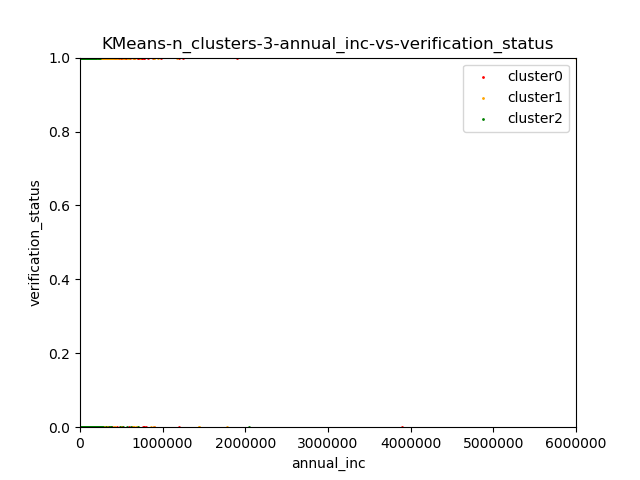 KMeans-n_clusters-3-annual_inc-vs-verification_status
cluster0
cluster1
cluster2
verification_status
1.0
0.8
0.6
0.4
0.2
0.0
0 1000000 2000000 3000000 4000000 5000000 6000000
annual_inc